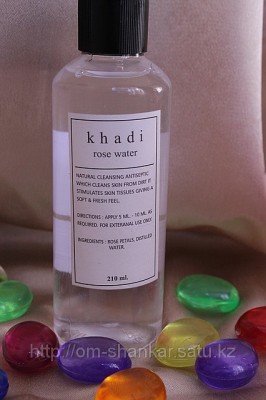 khadi
rose water
NATURAL CLEANSING ANTISEPTIC
WHICH CLEANS SKIN FROM DIRT IT
STIMULATES SKIN TISSUES GIVING A
SOFT & FRESH FEEL.
DIRECTIONS : APPLY 5 ML - 10 ML AS
REQUIRED. FOR EXTERANAL USE ONLY.
INGREDIENTS : ROSE PETALS, DISTILED
WATER.
210 ml.
http://om-shankar.satu.kz